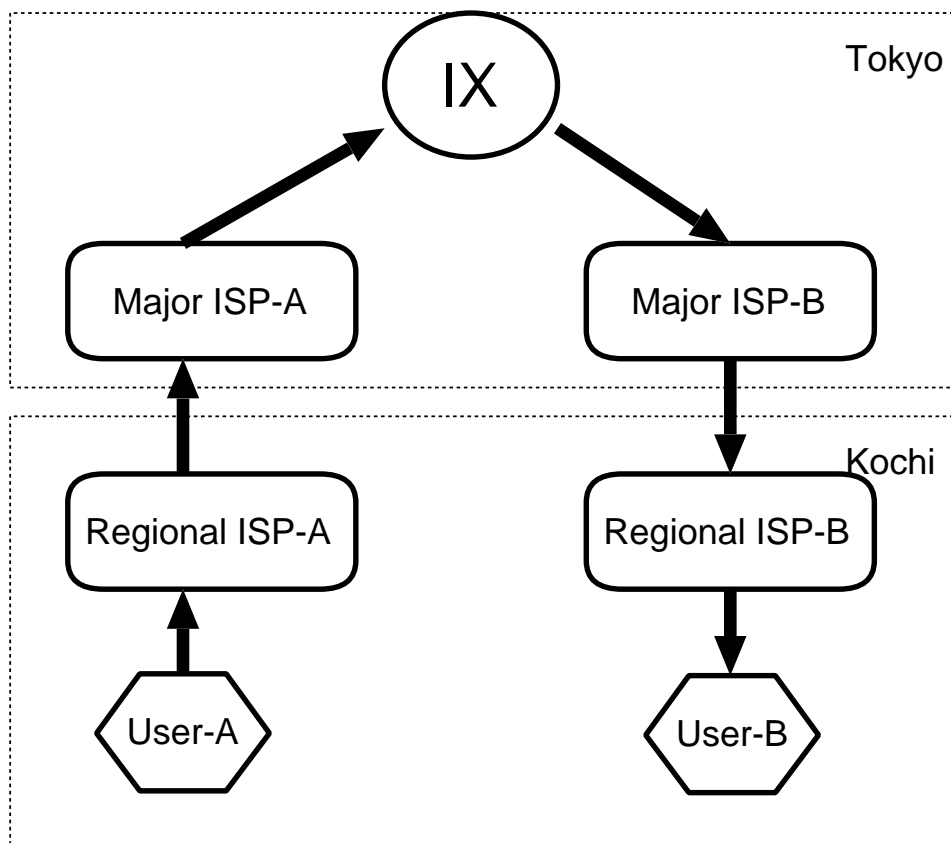 IX
Tokyo
Major ISP-A
Major ISP-B
Kochi
Regional ISP-A
Regional ISP-B
User-A
User-B